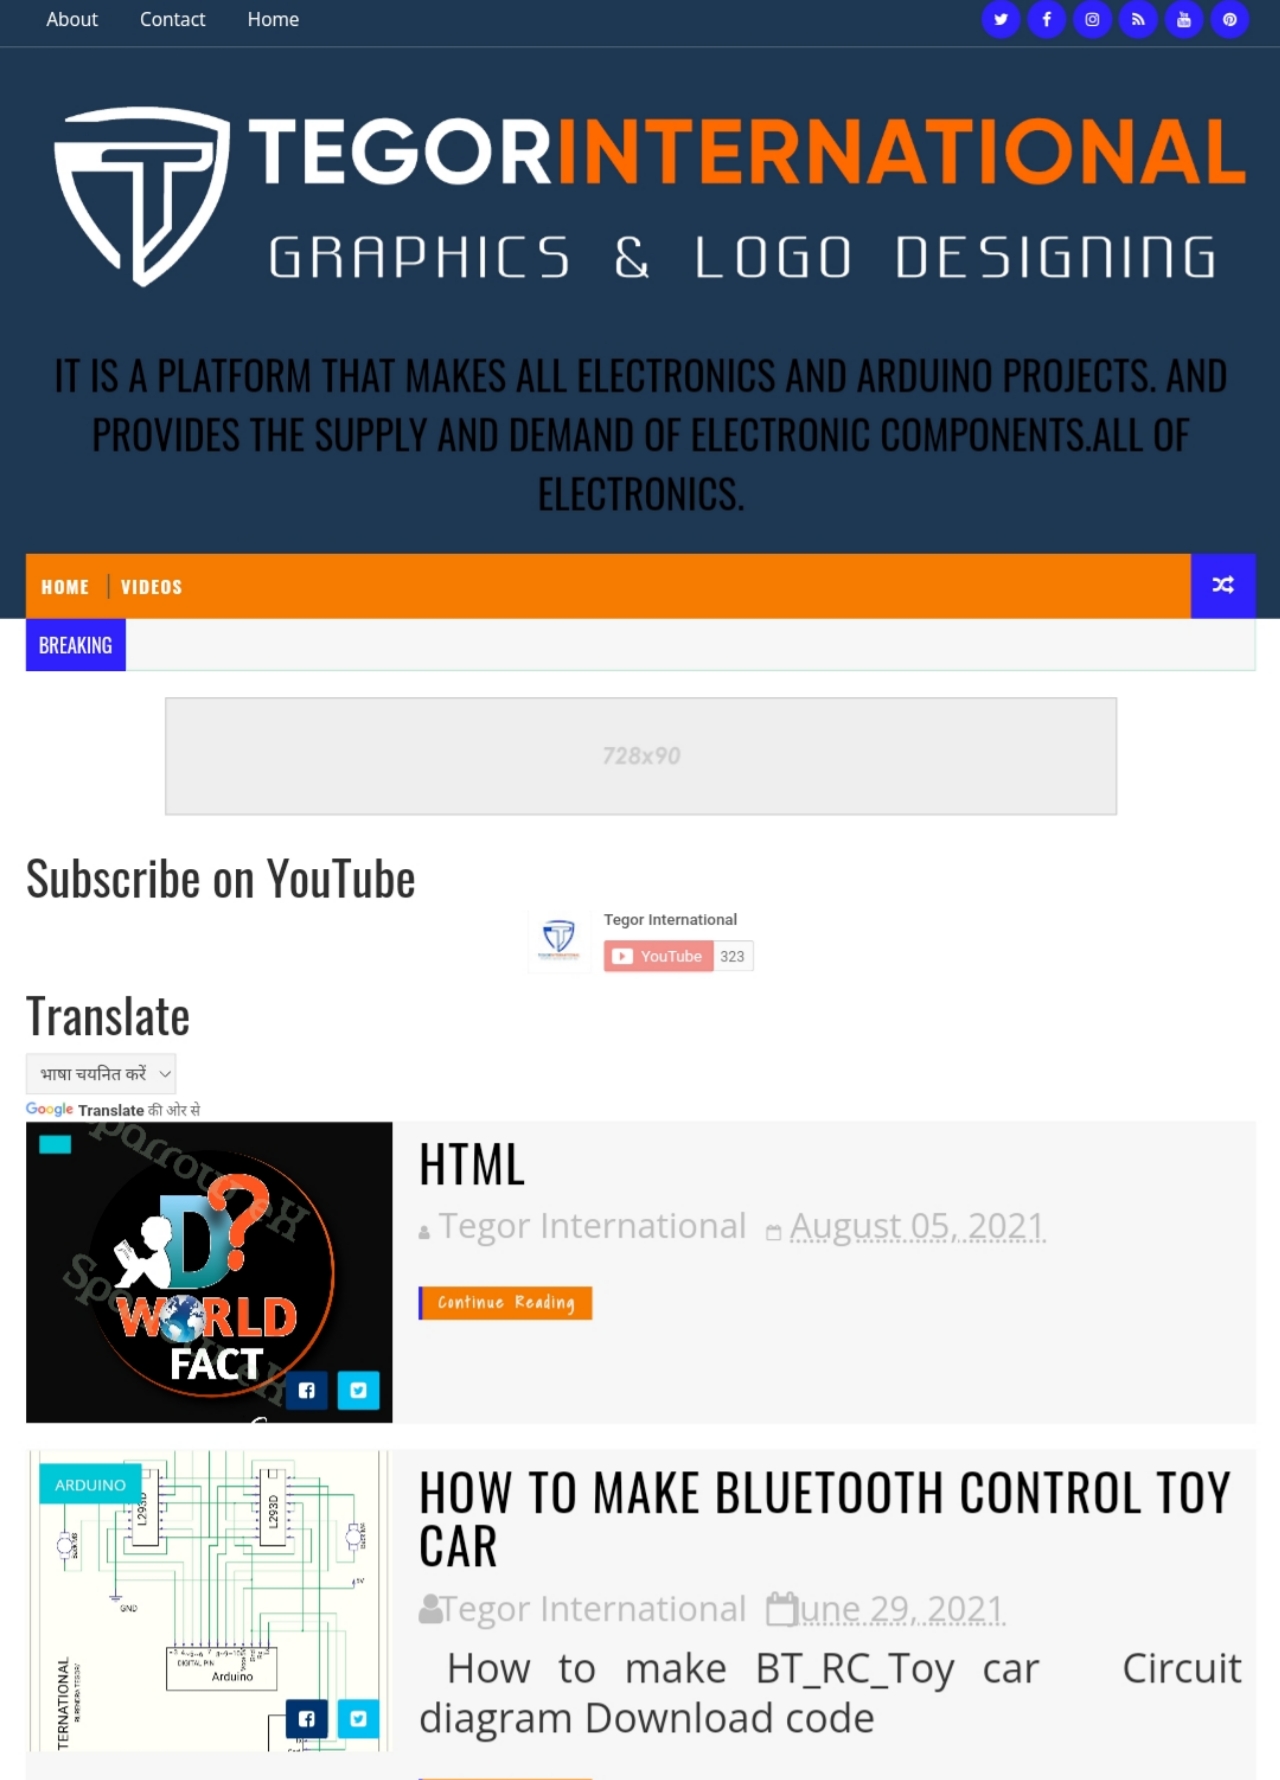 About Contact Home
TEGORINTERNATIONAL
GRAPHICS & LOGO DESIGNING
IT IS A PLATFORM THAT MAKES ALL ELECTRONICS AND ARDUINO PROJECTS. AND
PROVIDES THE SUPPLY AND DEMAND OF ELECTRONIC COMPONENTS.ALL OF
ELECTRONICS.
HOME VIDEOS
BREAKING
728x90
Subscribe on YouTube
Tegor International
YouTube 323
Translate
भाषा चयनित करें
Google Translate की ओर से
D?
WORLD
FACT
HTML
Tegor International August 05, 2021
Continue Reading
ARDUINO
L293D
L293D
GND
DIGITAL PIN
Arduino
TERNATIONAL
HOW TO MAKE BLUETOOTH CONTROL TOY
CAR
Tegor International June 29, 2021
How to make BT_RC_Toy car Circuit
diagram Download code